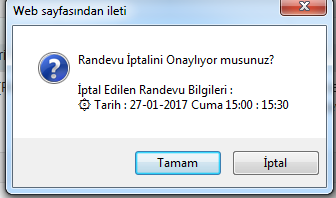 Web sayfasından ileti
Randevu İptalini Onaylıyor musunuz?
İptal Edilen Randevu Bilgileri :
Tarih : 27-01-2017 Cuma 15:00 : 15:30
Tamam
İptal